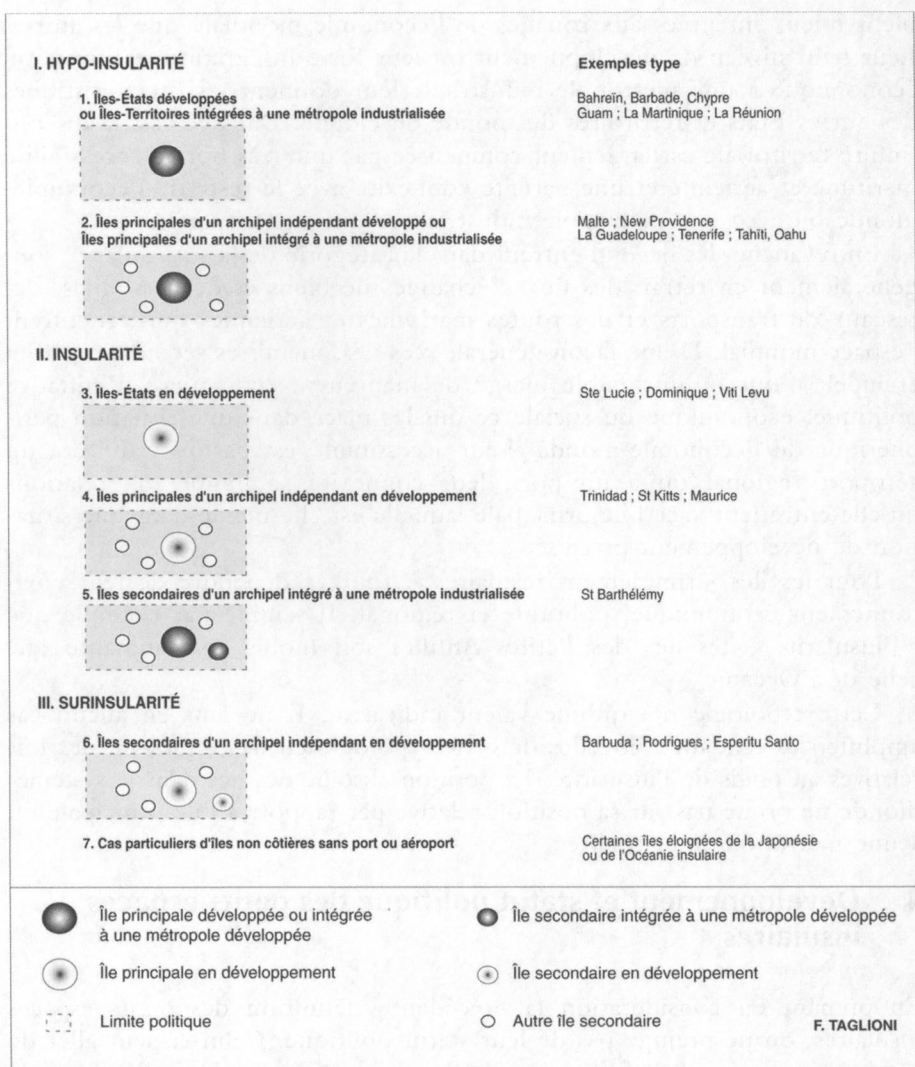 I. HYPO-INSULARITÉ
Exemples type
1. Îles-États développées
ou Îles-Territoires intégrées à une métropole industrialisée
Bahreïn, Barbade, Chypre
Guam ; La Martinique ; La Réunion
2. Îles principales d'un archipel indépendant développé ou
Îles principales d'un archipel intégré à une métropole industrialisée
Malte ; New Providence
La Guadeloupe ; Tenerife ; Tahïti, Oahu
II. INSULARITÉ
3. Îles-États en développement
Ste Lucie ; Dominique ; Viti Levu
4. Îles principales d'un archipel indépendant en développement
Trinidad ; St Kitts ; Maurice
5. Îles secondaires d'un archipel intégré à une métropole industrialisée
St Barthélémy
III. SURINSULARITÉ
6. Îles secondaires d'un archipel indépendant en développement
Barbuda ; Rodrigues ; Espiritu Santo
7. Cas particuliers d'îles non côtières sans port ou aéroport
Certaines îles éloignées de la Japonésie
ou de l'Océanie insulaire
Île principale développée ou intégrée
à une métropole développée
Île secondaire intégrée à une métropole développée
Île principale en développement
Île secondaire en développement
Limite politique
Autre île secondaire
F. TAGLIONI